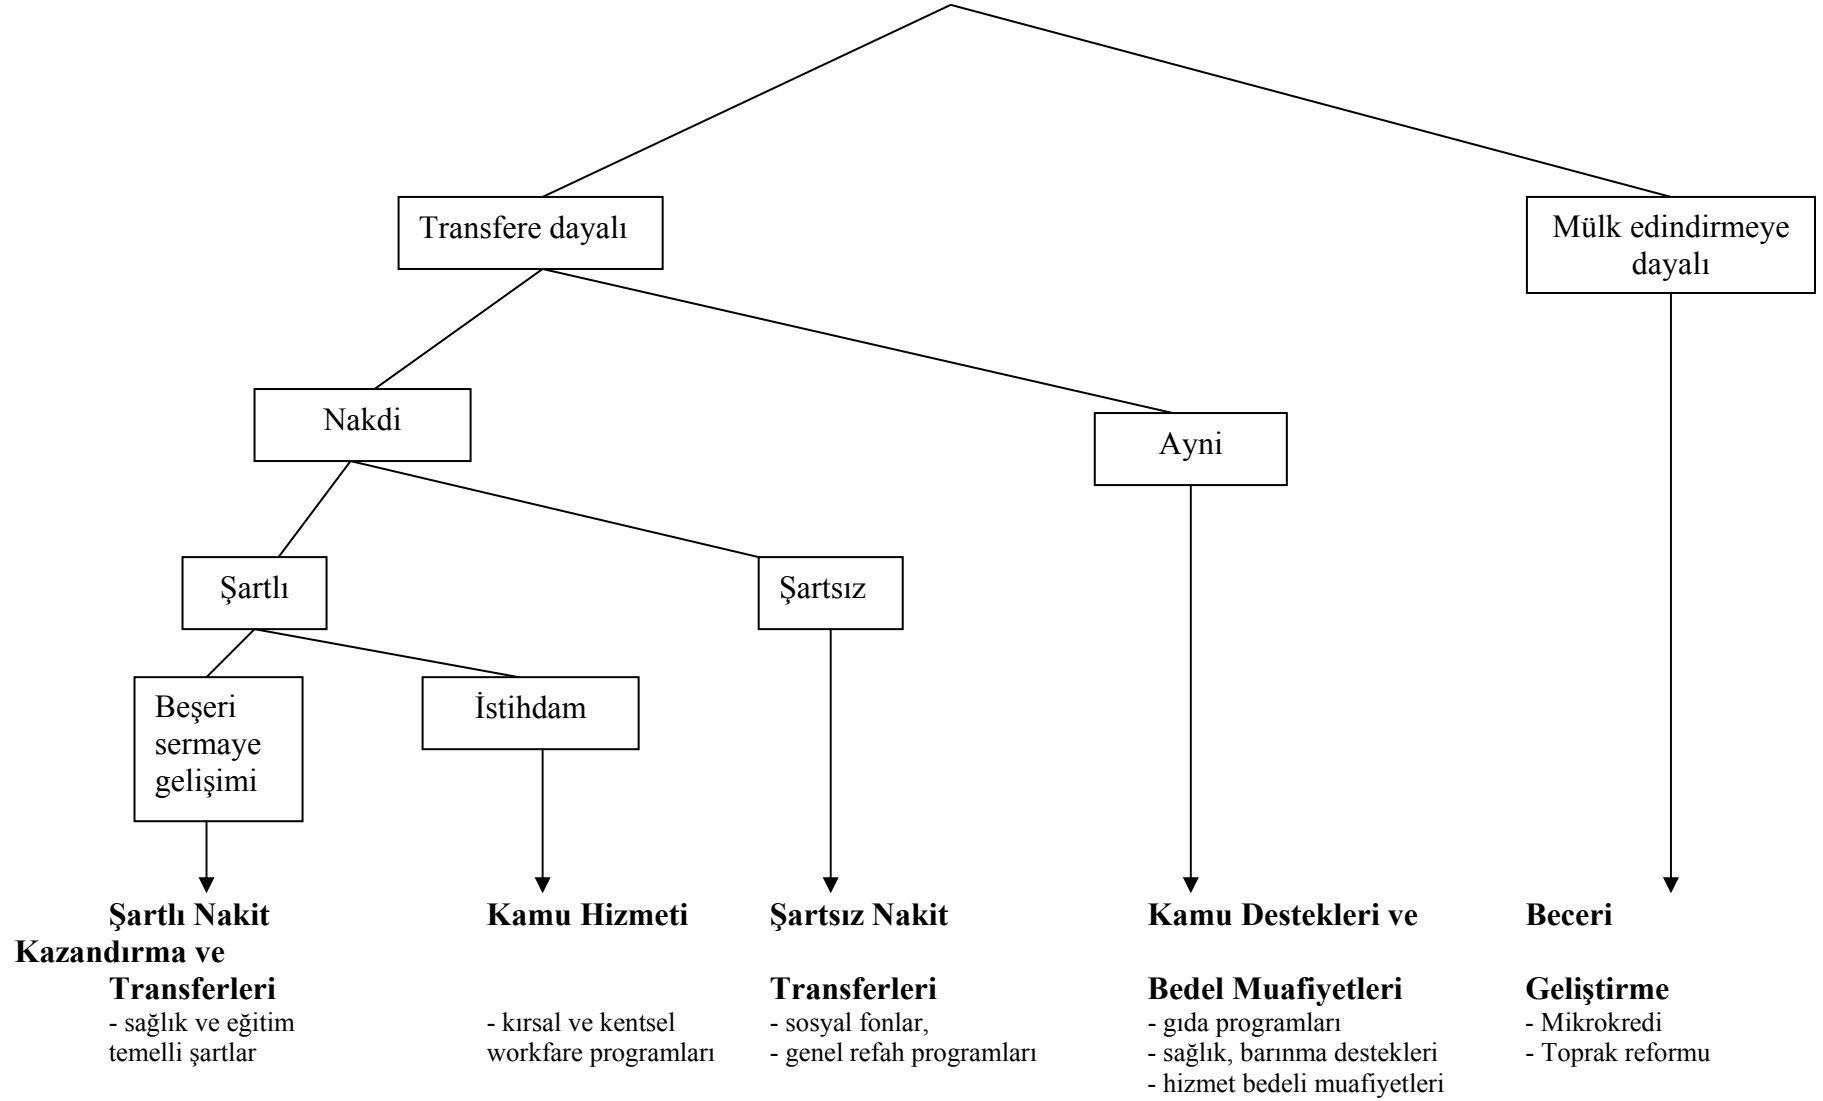 Transfere dayalı
Mülk edindirmeye
dayalı
Nakdi
Ayni
Şartlı
Şartsız
Beşeri
sermaye
gelişimi
İstihdam
Şartlı Nakit
Kazandırma ve
Transferleri
- sağlık ve eğitim
temelli şartlar
Kamu Hizmeti
- kırsal ve kentsel
workfare programları
Şartsız Nakit
Transferleri
- sosyal fonlar,
- genel refah programları
Kamu Destekleri ve
Bedel Muafiyetleri
- gıda programları
- sağlık, barınma destekleri
- hizmet bedeli muafiyetleri
Beceri
Geliştirme
- Mikrokredi
- Toprak reformu